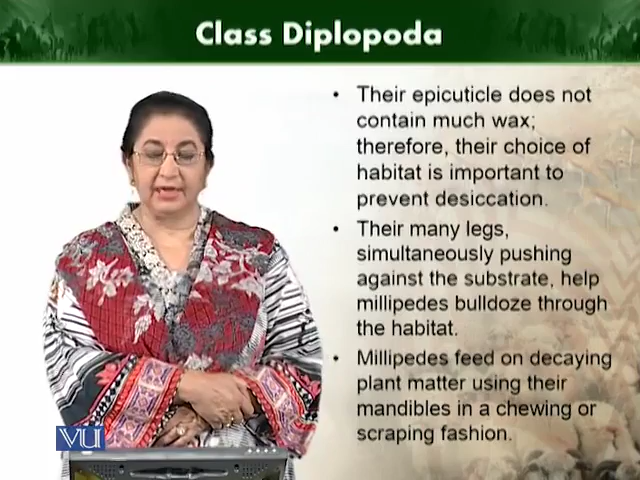 Class Diplopoda
• Their epicuticle does not
contain much wax;
therefore, their choice of
habitat is important to
prevent desiccation.
• Their many legs,
simultaneously pushing
against the substrate, help
millipedes bulldoze through
the habitat.
• Millipedes feed on decaying
plant matter using their
mandibles in a chewing or
scraping fashion.
VU